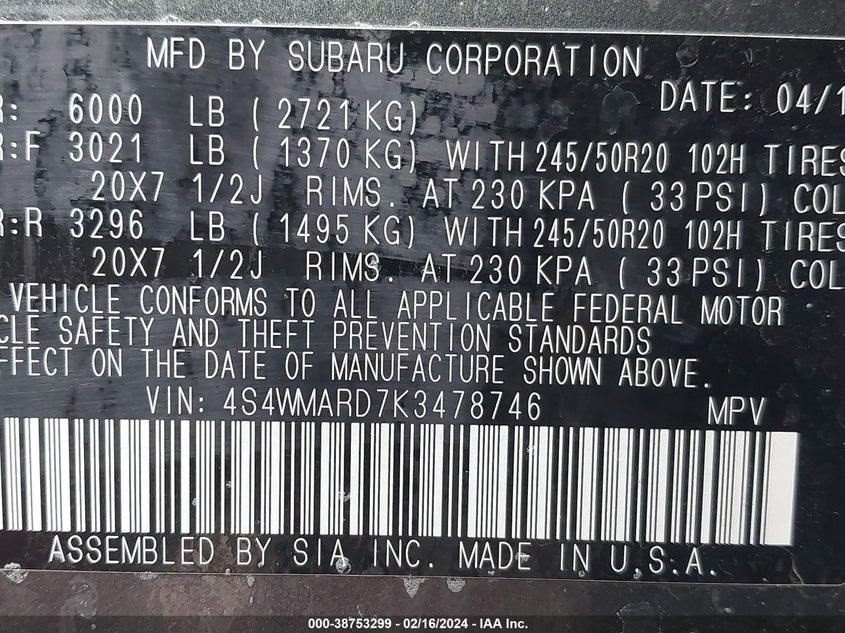 MFD BY SUBARU CORPORATION
DATE: 04/1
R: 6000 LB ( 2721 KG)
R:F 3021 LB ( 1370 KG) WITH 245/50R20 102H TIRES
20X7 1/2J RIMS. AT 230 KPA ( 33 PSI) COL
R:R 3296 LB ( 1495 KG) WITH 245/50R20 102H TIRES
20X7 1/2J RIMS. AT 230 KPA ( 33 PSI) COL
VEHICLE CONFORMS TO ALL APPLICABLE FEDERAL MOTOR
CLE SAFETY AND THEFT PREVENTION STANDARDS
EFFECT ON THE DATE OF MANUFACTURE SHOWN ABOVE.
VIN: 4S4WMARD7K3478746 MPV
ASSEMBLED BY SIA INC. MADE IN U.S.A.
000-38753299 - 02/16/2024 - IAA Inc.